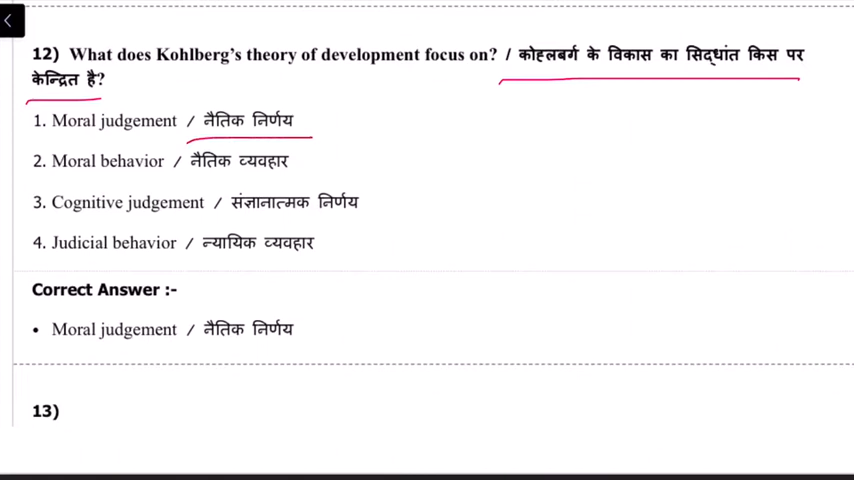 12) What does Kohlberg's theory of development focus on? / कोहलबर्ग के विकास का सिद्धांत किस पर
केन्द्रित है?
1. Moral judgement / नैतिक निर्णय
2. Moral behavior / नैतिक व्यवहार
3. Cognitive judgement / संज्ञानात्मक निर्णय
4. Judicial behavior / न्यायिक व्यवहार
Correct Answer :-
• Moral judgement / नैतिक निर्णय
13)